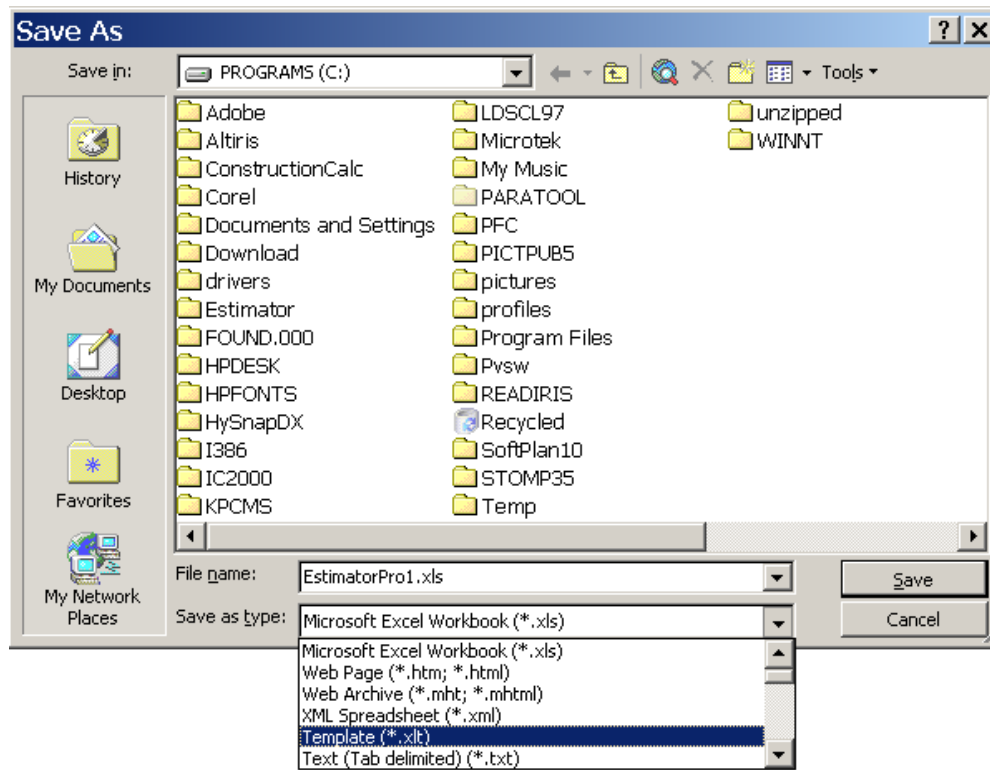 Save As
Save in:
PROGRAMS (C:)
Tools
History
My Documents
Desktop
Favorites
My Network
Places
Adobe
Altiris
ConstructionCalc
Corel
Documents and Settings
Download
drivers
Estimator
FOUND.000
HPDESK
HPFONTS
HySnapDX
I386
IC2000
KPCMS
LDSCL97
Microtek
My Music
PARATOOL
PFC
PICTPUB5
pictures
profiles
Program Files
Pvsw
READIRIS
Recycled
SoftPlan10
STOMP35
Temp
unzipped
WINNT
File name:
EstimatorPro1.xls
Save
Save as type:
Microsoft Excel Workbook (*.xls)
Cancel
Microsoft Excel Workbook (*.xls)
Web Page (*.htm; *.html)
Web Archive (*.mht; *.mhtml)
XML Spreadsheet (*.xml)
Template (*.xlt)
Text (Tab delimited) (*.txt)